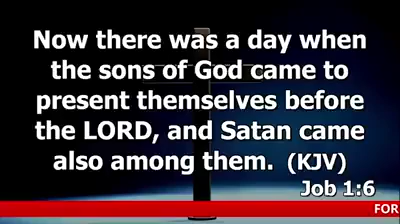 Now there was a day when
the sons of God came to
present themselves before
the LORD, and Satan came
also among them. (KJV)
Job 1:6
FOR